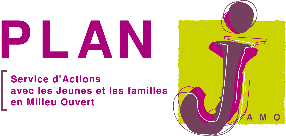 PLAN J
Service d'Actions
avec les Jeunes et les familles
en Milieu Ouvert
AMO